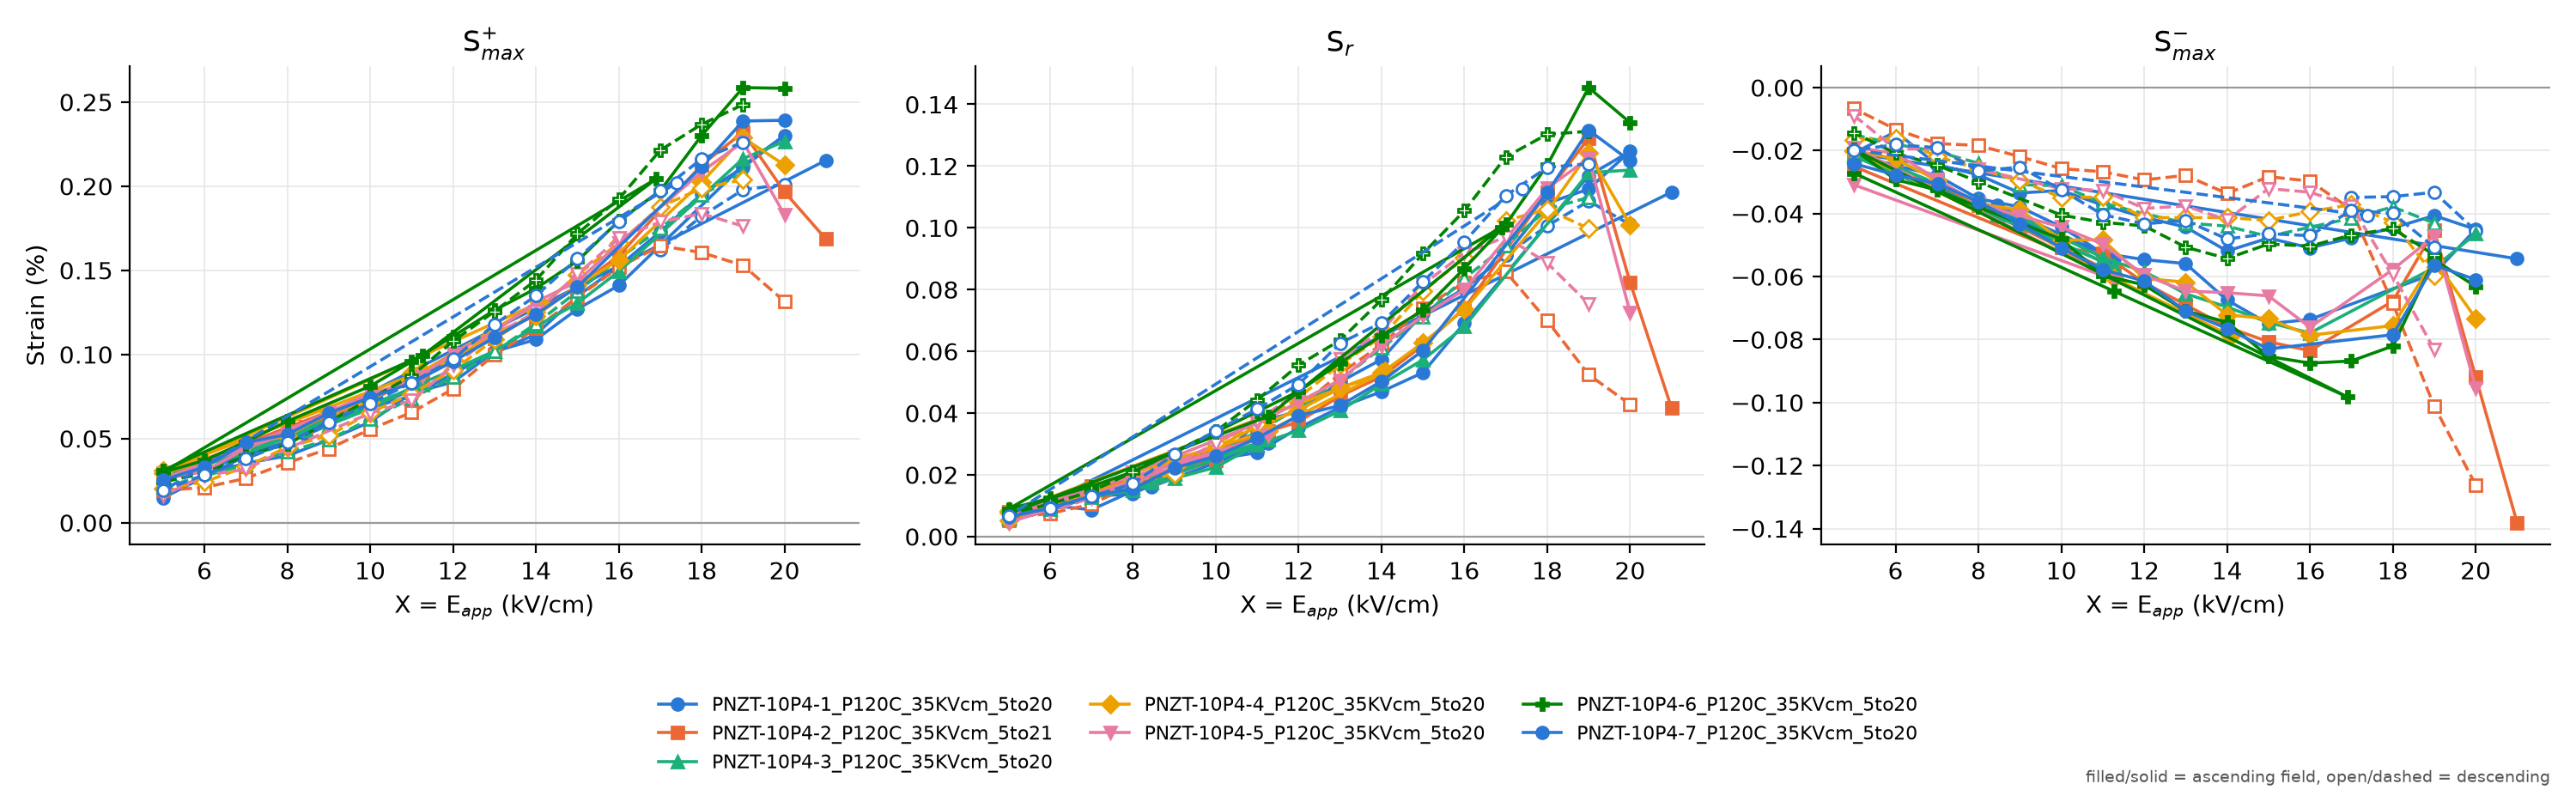 S⁺max
Sr
S⁻max
Strain (%)
0.25
0.20
0.15
0.10
0.05
0.00
0.14
0.12
0.10
0.08
0.06
0.04
0.02
0.00
0.00
−0.02
−0.04
−0.06
−0.08
−0.10
−0.12
−0.14
6 8 10 12 14 16 18 20
6 8 10 12 14 16 18 20
6 8 10 12 14 16 18 20
X = Eapp (kV/cm)
X = Eapp (kV/cm)
X = Eapp (kV/cm)
PNZT-10P4-1_P120C_35KVcm_5to20
PNZT-10P4-2_P120C_35KVcm_5to21
PNZT-10P4-3_P120C_35KVcm_5to20
PNZT-10P4-4_P120C_35KVcm_5to20
PNZT-10P4-5_P120C_35KVcm_5to20
PNZT-10P4-6_P120C_35KVcm_5to20
PNZT-10P4-7_P120C_35KVcm_5to20
filled/solid = ascending field, open/dashed = descending